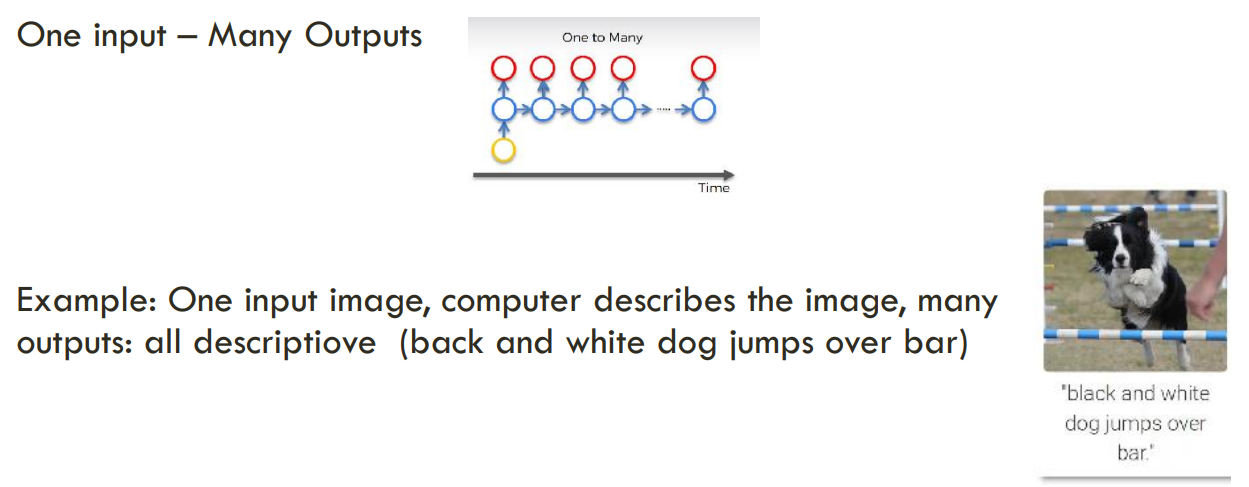 One input – Many Outputs
One to Many
.....
Time
Example: One input image, computer describes the image, many
outputs: all descriptiove (back and white dog jumps over bar)
"black and white
dog jumps over
bar."